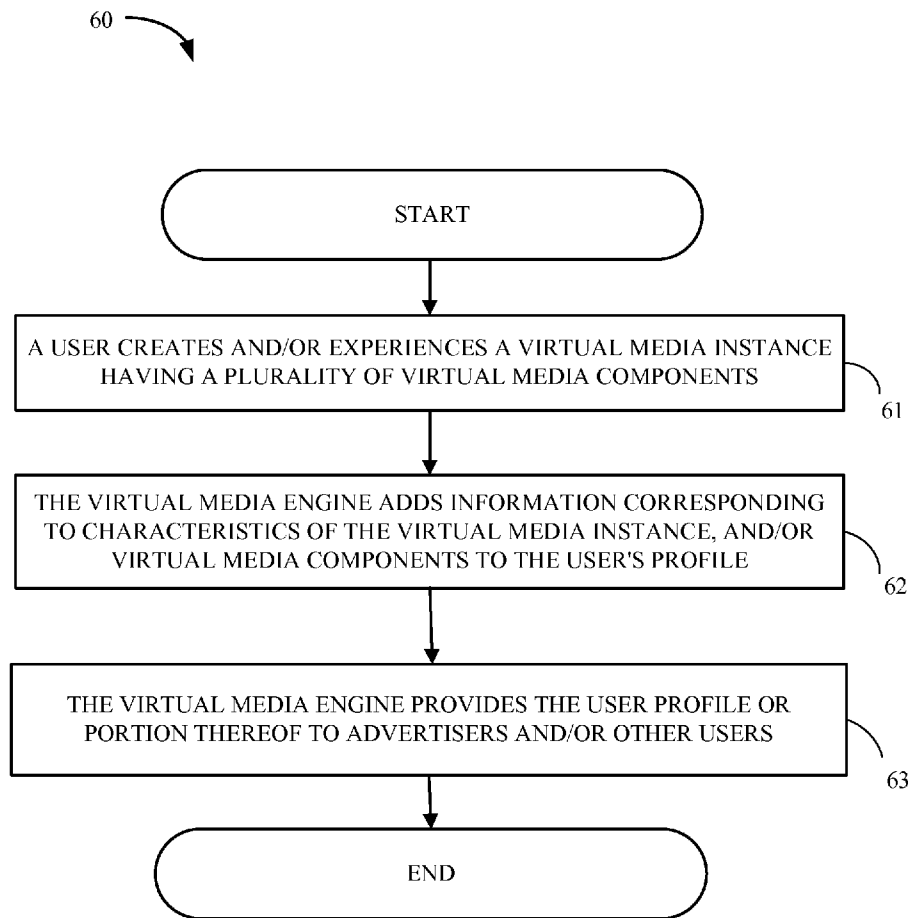 60
START
A USER CREATES AND/OR EXPERIENCES A VIRTUAL MEDIA INSTANCE
HAVING A PLURALITY OF VIRTUAL MEDIA COMPONENTS
61
THE VIRTUAL MEDIA ENGINE ADDS INFORMATION CORRESPONDING
TO CHARACTERISTICS OF THE VIRTUAL MEDIA INSTANCE, AND/OR
VIRTUAL MEDIA COMPONENTS TO THE USER'S PROFILE
62
THE VIRTUAL MEDIA ENGINE PROVIDES THE USER PROFILE OR
PORTION THEREOF TO ADVERTISERS AND/OR OTHER USERS
63
END